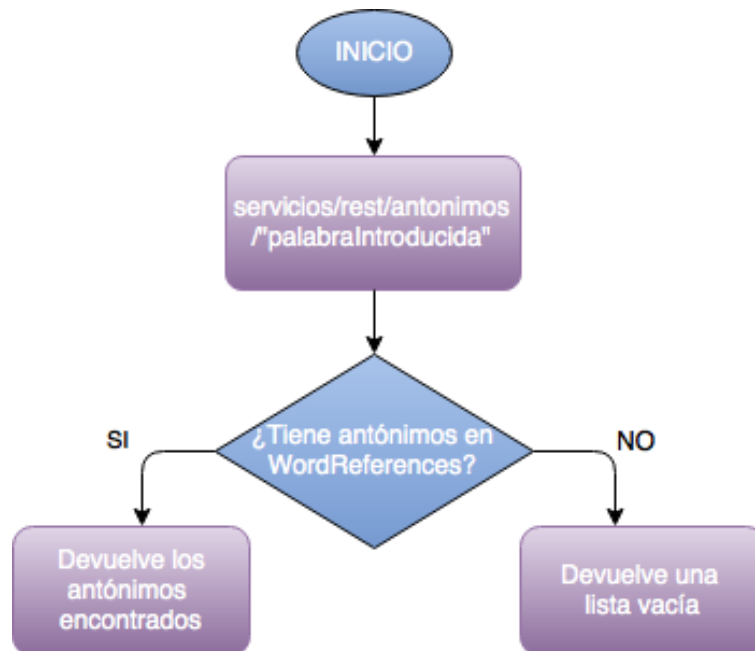 INICIO
servicios/rest/antonimos
/"palabraIntroducida"
¿Tiene antónimos en
WordReferences?
SI
NO
Devuelve los
antónimos
encontrados
Devuelve una
lista vacía